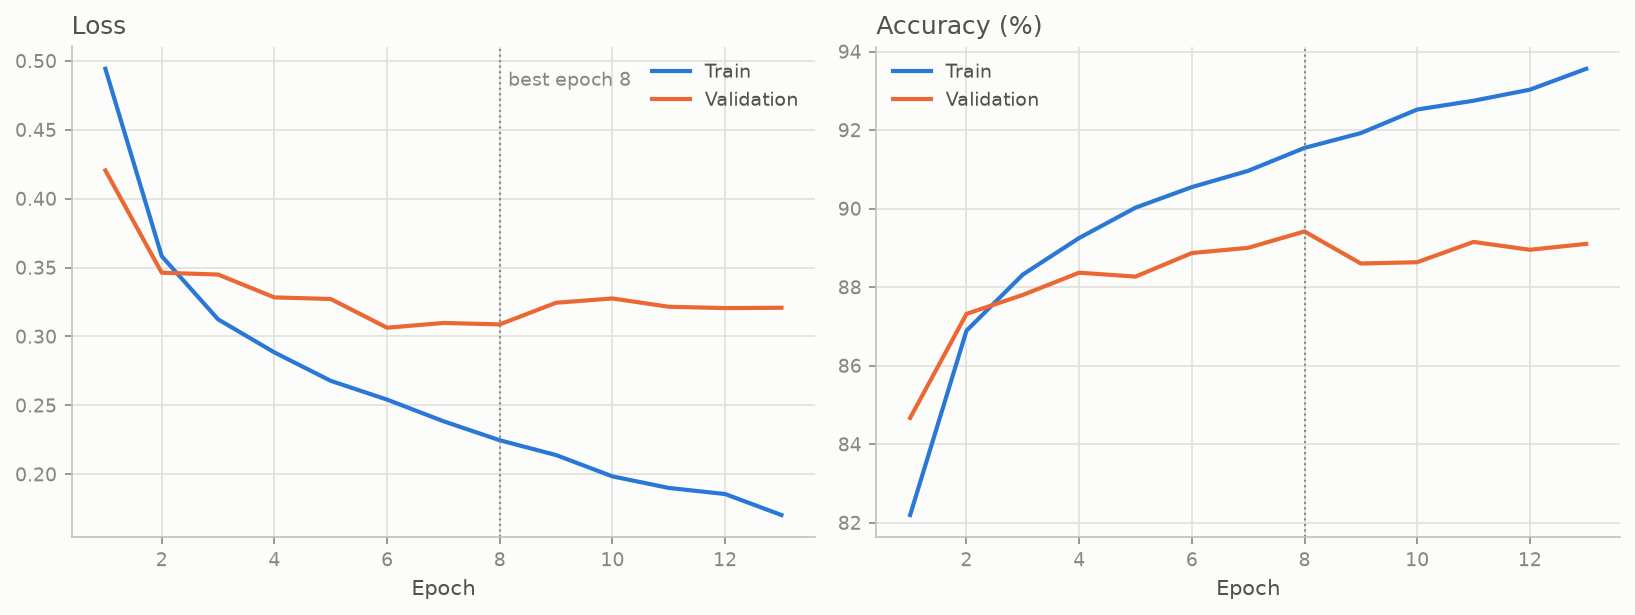 Loss
0.50
0.45
0.40
0.35
0.30
0.25
0.20
best epoch 8
Train
Validation
2 4 6 8 10 12
Epoch
Accuracy (%)
94
92
90
88
86
84
82
Train
Validation
2 4 6 8 10 12
Epoch